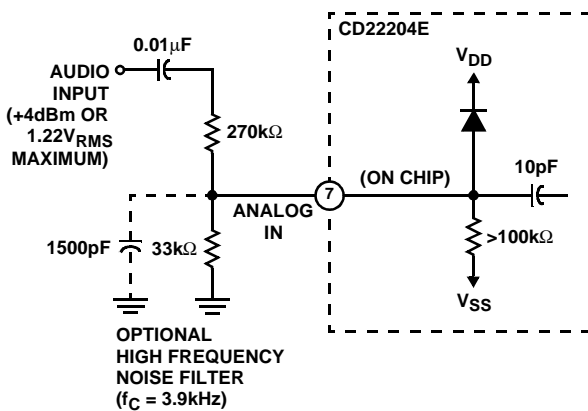 CD22204E
0.01μF
VDD
AUDIO
INPUT
(+4dBm OR
1.22VRMS
MAXIMUM)
270kΩ
10pF
7
(ON CHIP)
ANALOG
IN
1500pF
33kΩ
>100kΩ
VSS
OPTIONAL
HIGH FREQUENCY
NOISE FILTER
(fC = 3.9kHz)